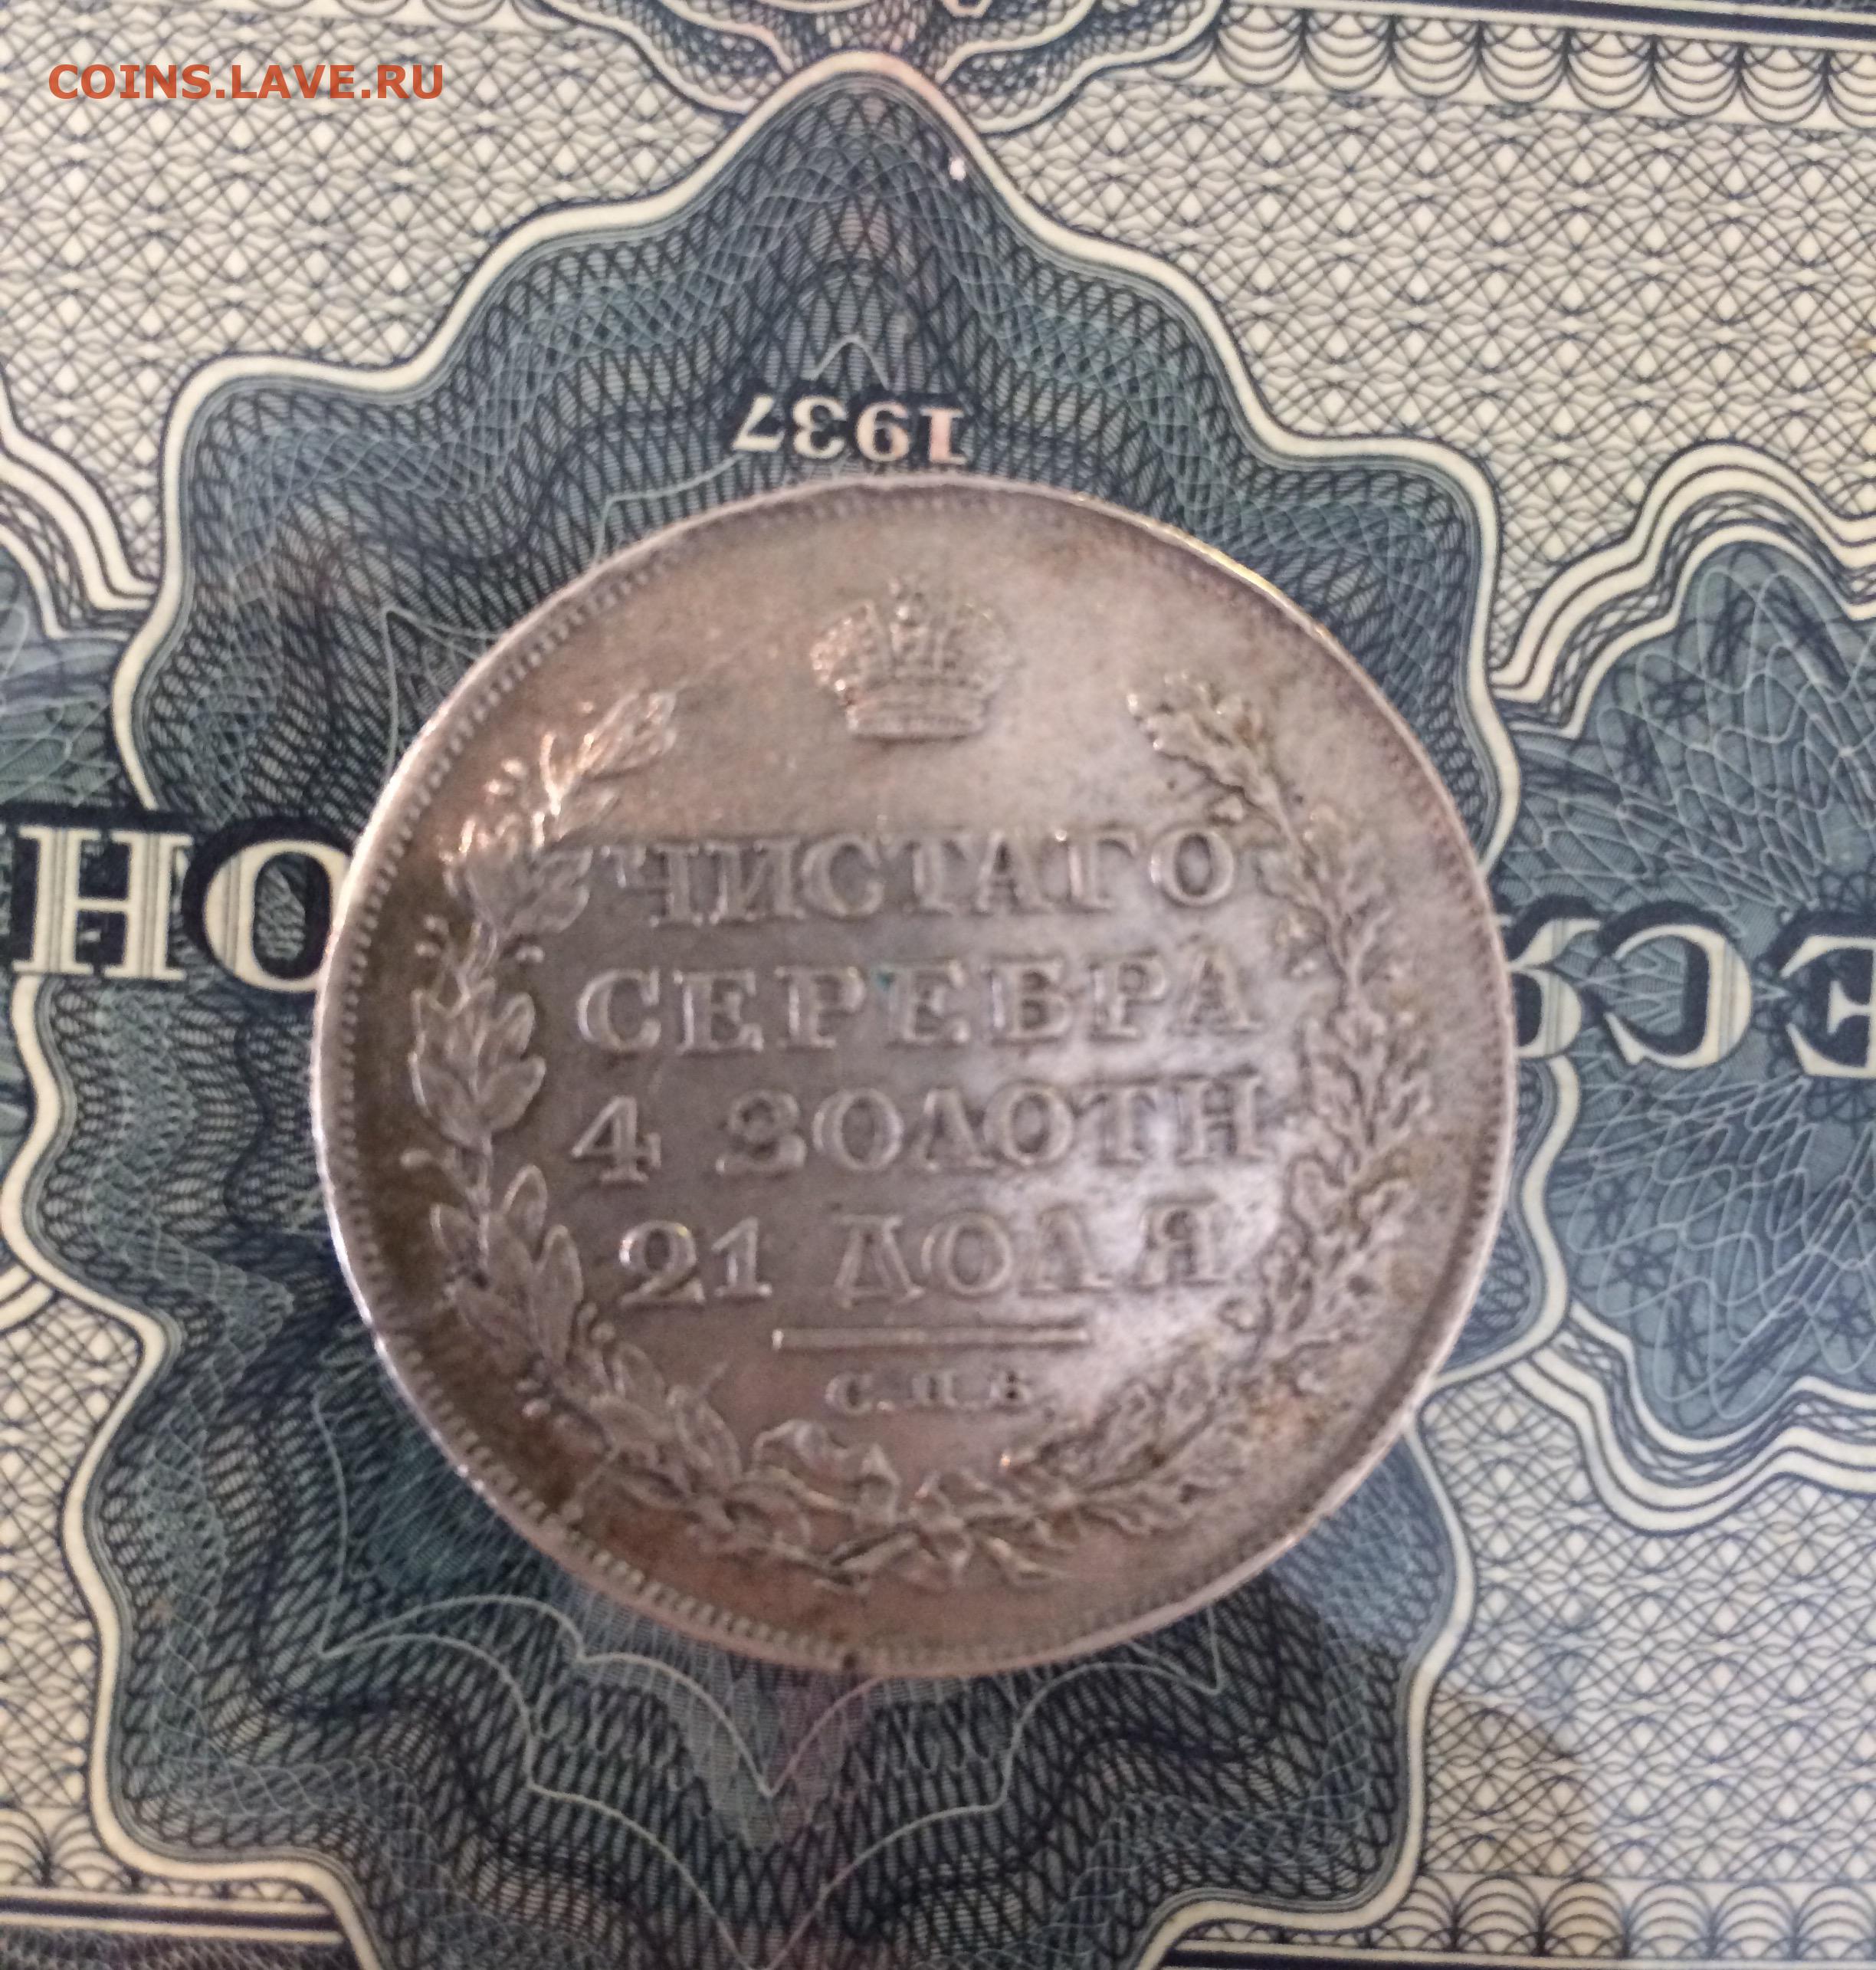 COINS.LAVE.RU
1937
ЧИСТАГО
СЕРЕБРА
4 ЗОЛОТН
21 ДОЛЯ
С.П.Б